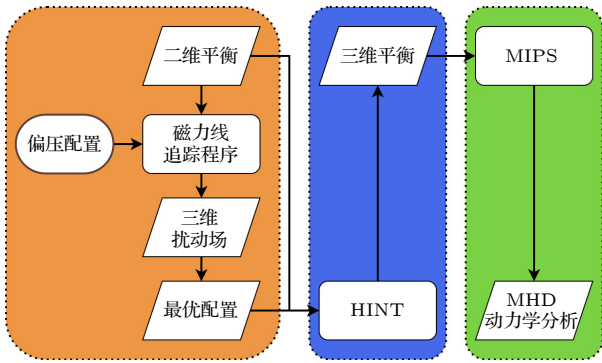 二维平衡
偏压配置
磁力线
追踪程序
三维
扰动场
最优配置
三维平衡
HINT
MIPS
MHD
动力学分析